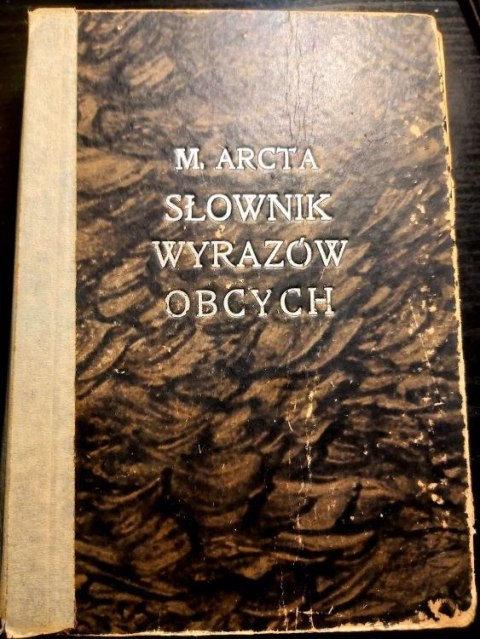 M. ARCTA
SŁOWNIK
WYRAZÓW
OBCYCH